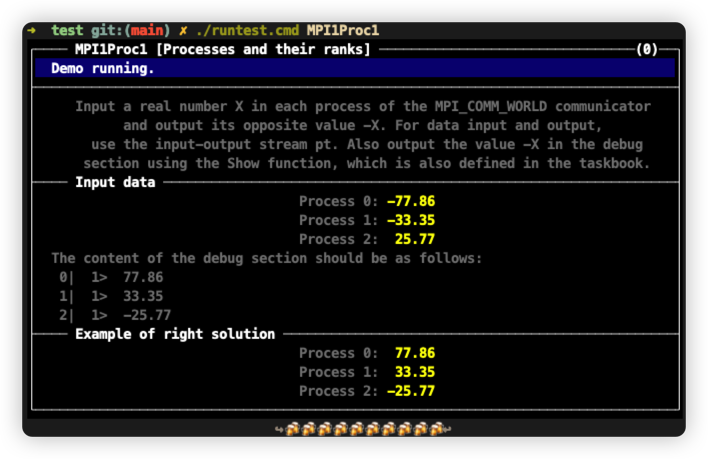 → test git:(main) ✗ ./runtest.cmd MPI1Proc1
MPI1Proc1 [Processes and their ranks] (0)
Demo running.
Input a real number X in each process of the MPI_COMM_WORLD communicator
and output its opposite value -X. For data input and output,
use the input-output stream pt. Also output the value -X in the debug
section using the Show function, which is also defined in the taskbook.
Input data
Process 0: -77.86
Process 1: -33.35
Process 2: 25.77
The content of the debug section should be as follows:
0| 1> 77.86
1| 1> 33.35
2| 1> -25.77
Example of right solution
Process 0: 77.86
Process 1: 33.35
Process 2: -25.77